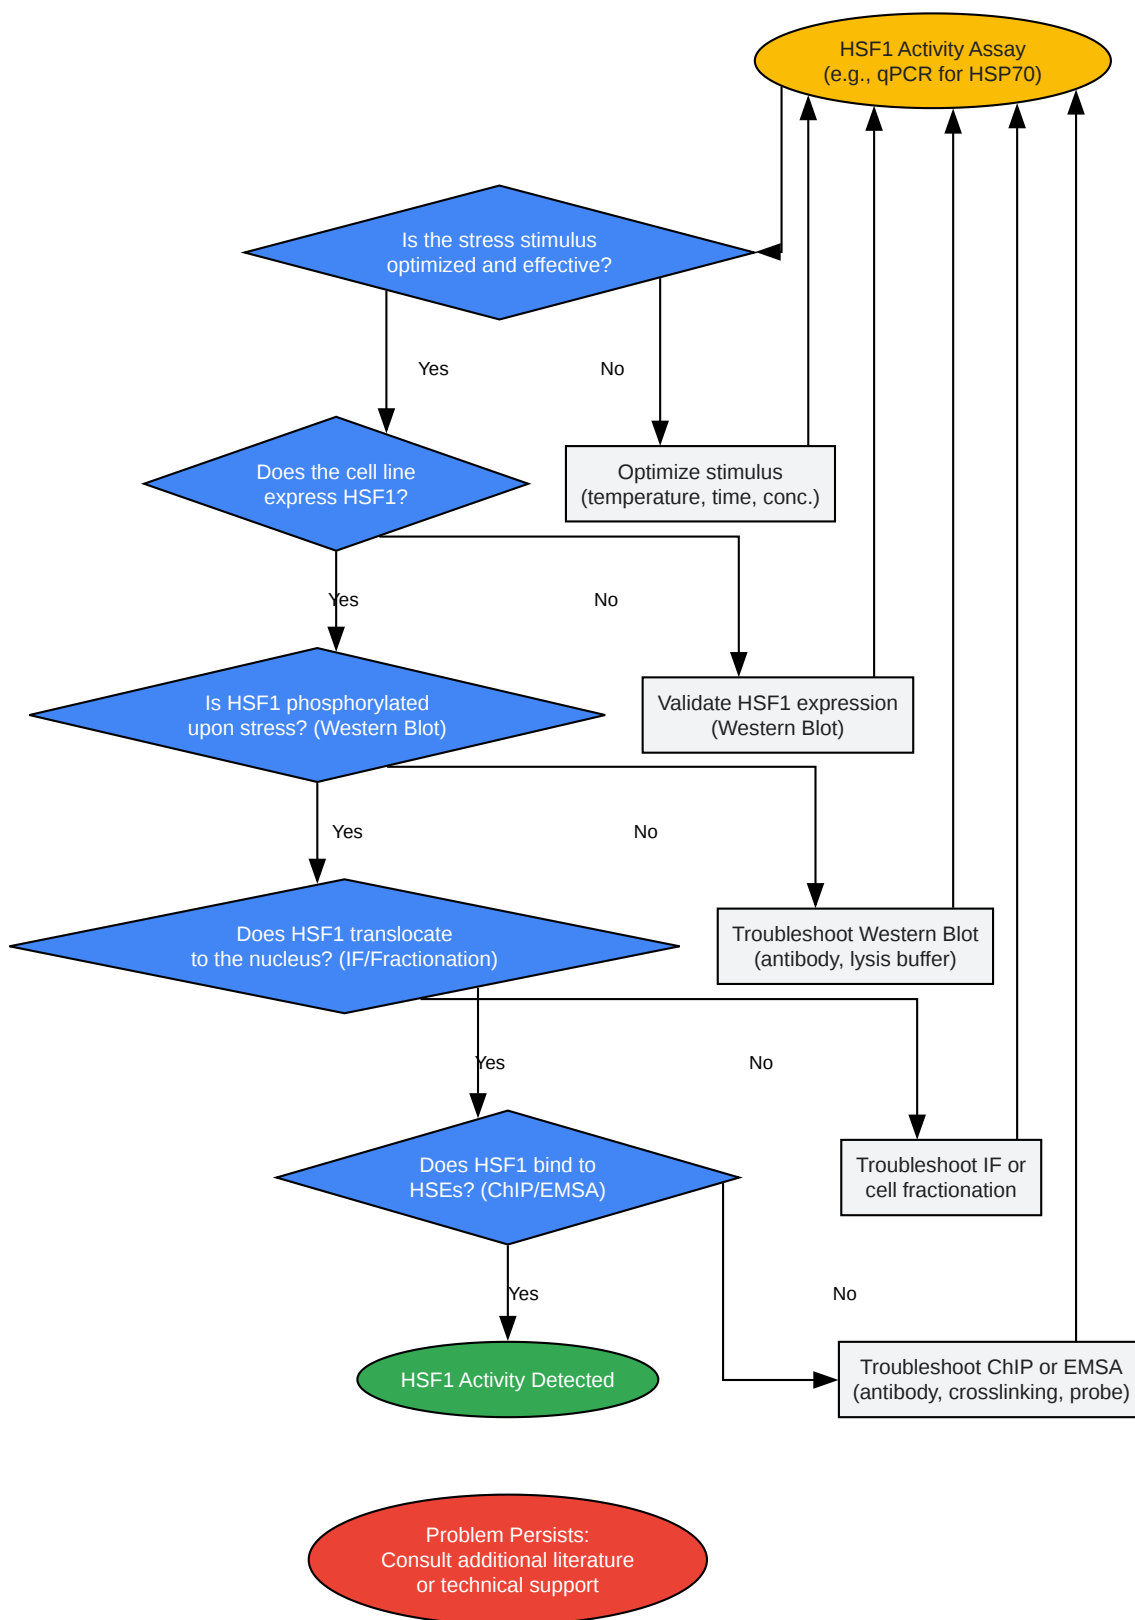 HSF1 Activity Assay
(e.g., qPCR for HSP70)
Is the stress stimulus
optimized and effective?
Yes
No
Does the cell line
express HSF1?
Optimize stimulus
(temperature, time, conc.)
Yes
No
Is HSF1 phosphorylated
upon stress? (Western Blot)
Validate HSF1 expression
(Western Blot)
Yes
No
Does HSF1 translocate
to the nucleus? (IF/Fractionation)
Troubleshoot Western Blot
(antibody, lysis buffer)
Yes
No
Does HSF1 bind to
HSEs? (ChIP/EMSA)
Troubleshoot IF or
cell fractionation
Yes
No
HSF1 Activity Detected
Troubleshoot ChIP or EMSA
(antibody, crosslinking, probe)
Problem Persists:
Consult additional literature
or technical support